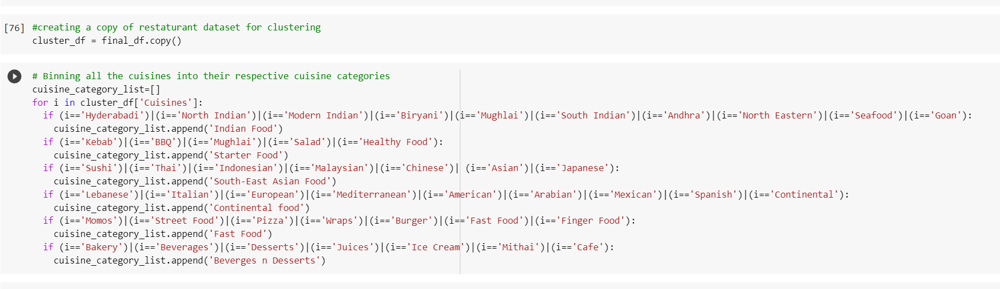 [76] #creating a copy of restaturant dataset for clustering
cluster_df = final_df.copy()
# Binning all the cuisines into their respective cuisine categories
cuisine_category_list=[]
for i in cluster_df['Cuisines']:
  if (i=='Hyderabadi')|(i=='North Indian')|(i=='Modern Indian')|(i=='Biryani')|(i=='Mughlai')|(i=='South Indian')|(i=='Andhra')|(i=='North Eastern')|(i=='Seafood')|(i=='Goan'):
    cuisine_category_list.append('Indian Food')
  if (i=='Kebab')|(i=='BBQ')|(i=='Mughlai')|(i=='Salad')|(i=='Healthy Food'):
    cuisine_category_list.append('Starter Food')
  if (i=='Sushi')|(i=='Thai')|(i=='Indonesian')|(i=='Malaysian')|(i=='Chinese')| (i=='Asian')|(i=='Japanese'):
    cuisine_category_list.append('South-East Asian Food')
  if (i=='Lebanese')|(i=='Italian')|(i=='European')|(i=='Mediterranean')|(i=='American')|(i=='Arabian')|(i=='Mexican')|(i=='Spanish')|(i=='Continental'):
    cuisine_category_list.append('Continental food')
  if (i=='Momos')|(i=='Street Food')|(i=='Pizza')|(i=='Wraps')|(i=='Burger')|(i=='Fast Food')|(i=='Finger Food'):
    cuisine_category_list.append('Fast Food')
  if (i=='Bakery')|(i=='Beverages')|(i=='Desserts')|(i=='Juices')|(i=='Ice Cream')|(i=='Mithai')|(i=='Cafe'):
    cuisine_category_list.append('Beverges n Desserts')